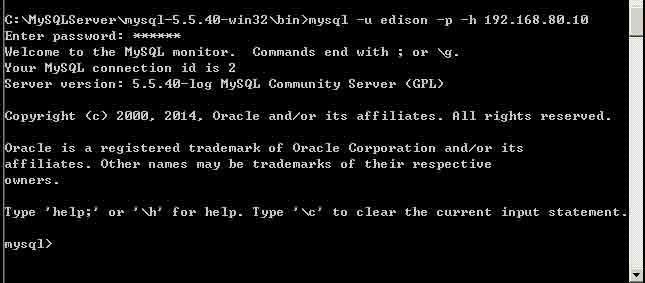 C:\MySQLServer\mysql-5.5.40-win32\bin>mysql -u edison -p -h 192.168.80.10
Enter password: ******
Welcome to the MySQL monitor.  Commands end with ; or \g.
Your MySQL connection id is 2
Server version: 5.5.40-log MySQL Community Server (GPL)
Copyright (c) 2000, 2014, Oracle and/or its affiliates. All rights reserved.
Oracle is a registered trademark of Oracle Corporation and/or its
affiliates. Other names may be trademarks of their respective
owners.
Type 'help;' or '\h' for help. Type '\c' to clear the current input statement.
mysql>